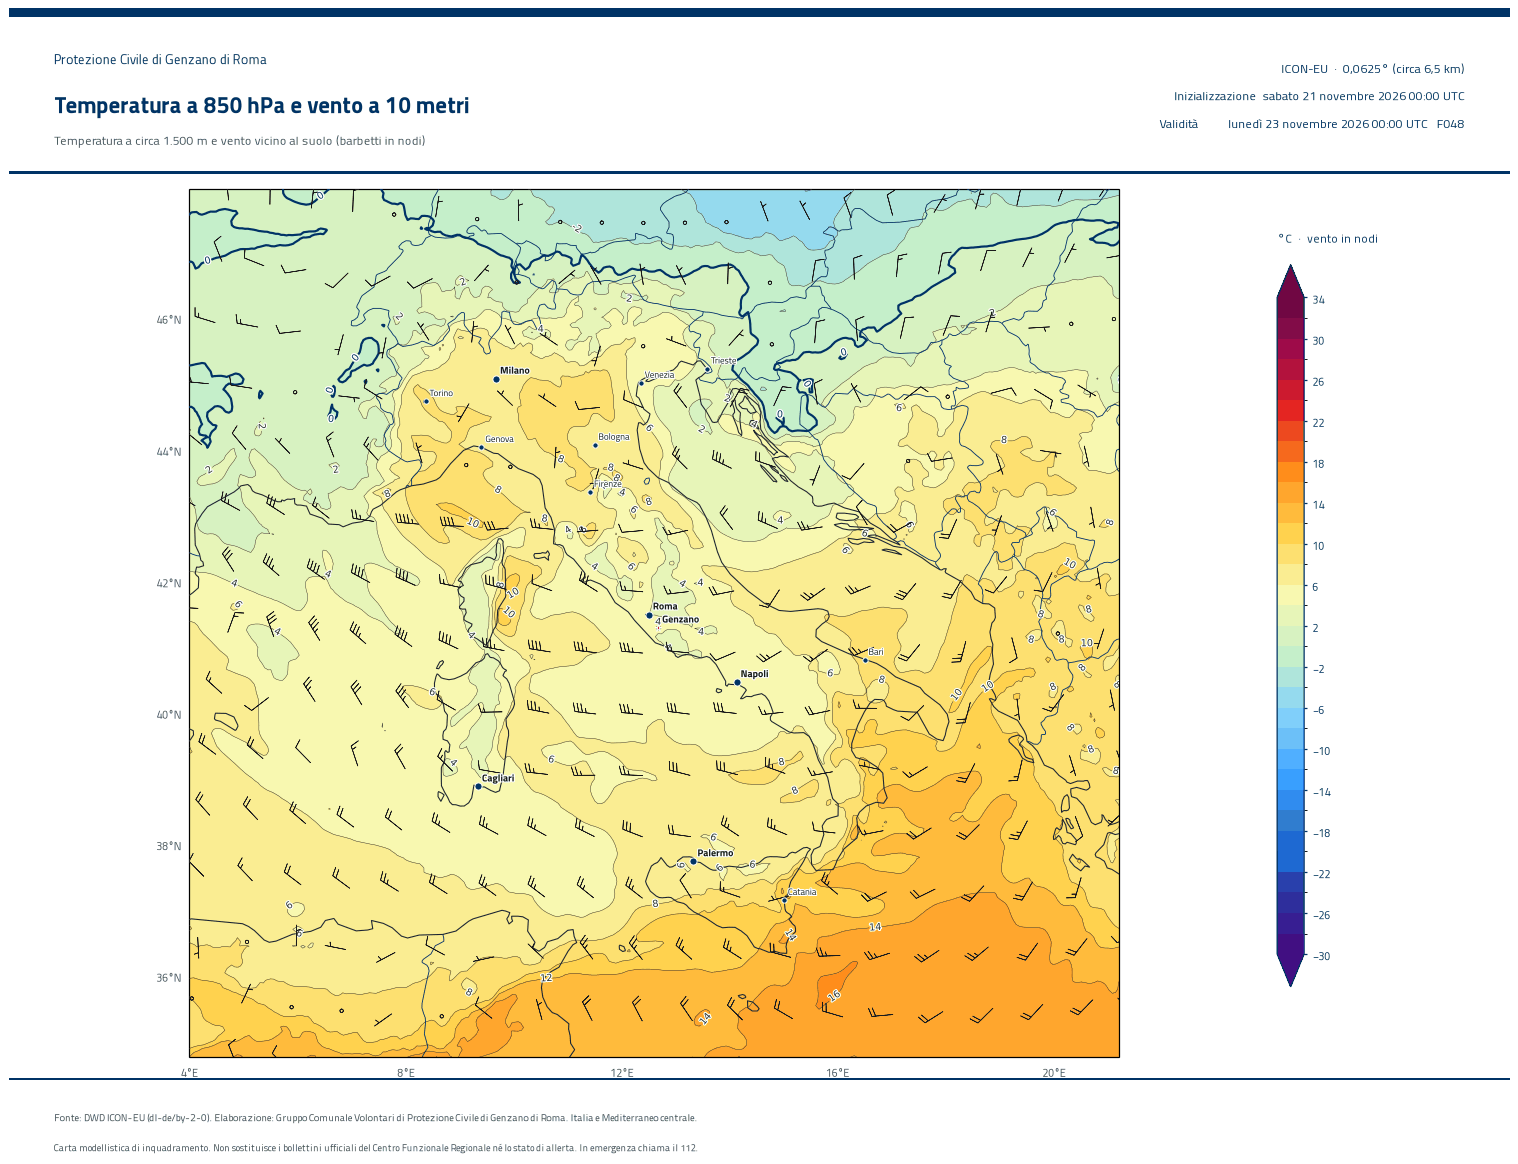 Protezione Civile di Genzano di Roma
Temperatura a 850 hPa e vento a 10 metri
Temperatura a circa 1.500 m e vento vicino al suolo (barbetti in nodi)
ICON-EU · 0,0625° (circa 6,5 km)
Inizializzazione sabato 21 novembre 2026 00:00 UTC
Validità lunedì 23 novembre 2026 00:00 UTC F048
°C · vento in nodi
34
30
26
22
18
14
10
6
2
−2
−6
−10
−14
−18
−22
−26
−30
46°N
44°N
42°N
40°N
38°N
36°N
4°E
8°E
12°E
16°E
20°E
Milano
Torino
Venezia
Trieste
Genova
Bologna
Firenze
Roma
Genzano
Napoli
Bari
Cagliari
Palermo
Catania
Fonte: DWD ICON-EU (dl-de/by-2-0). Elaborazione: Gruppo Comunale Volontari di Protezione Civile di Genzano di Roma. Italia e Mediterraneo centrale.
Carta modellistica di inquadramento. Non sostituisce i bollettini ufficiali del Centro Funzionale Regionale né lo stato di allerta. In emergenza chiama il 112.